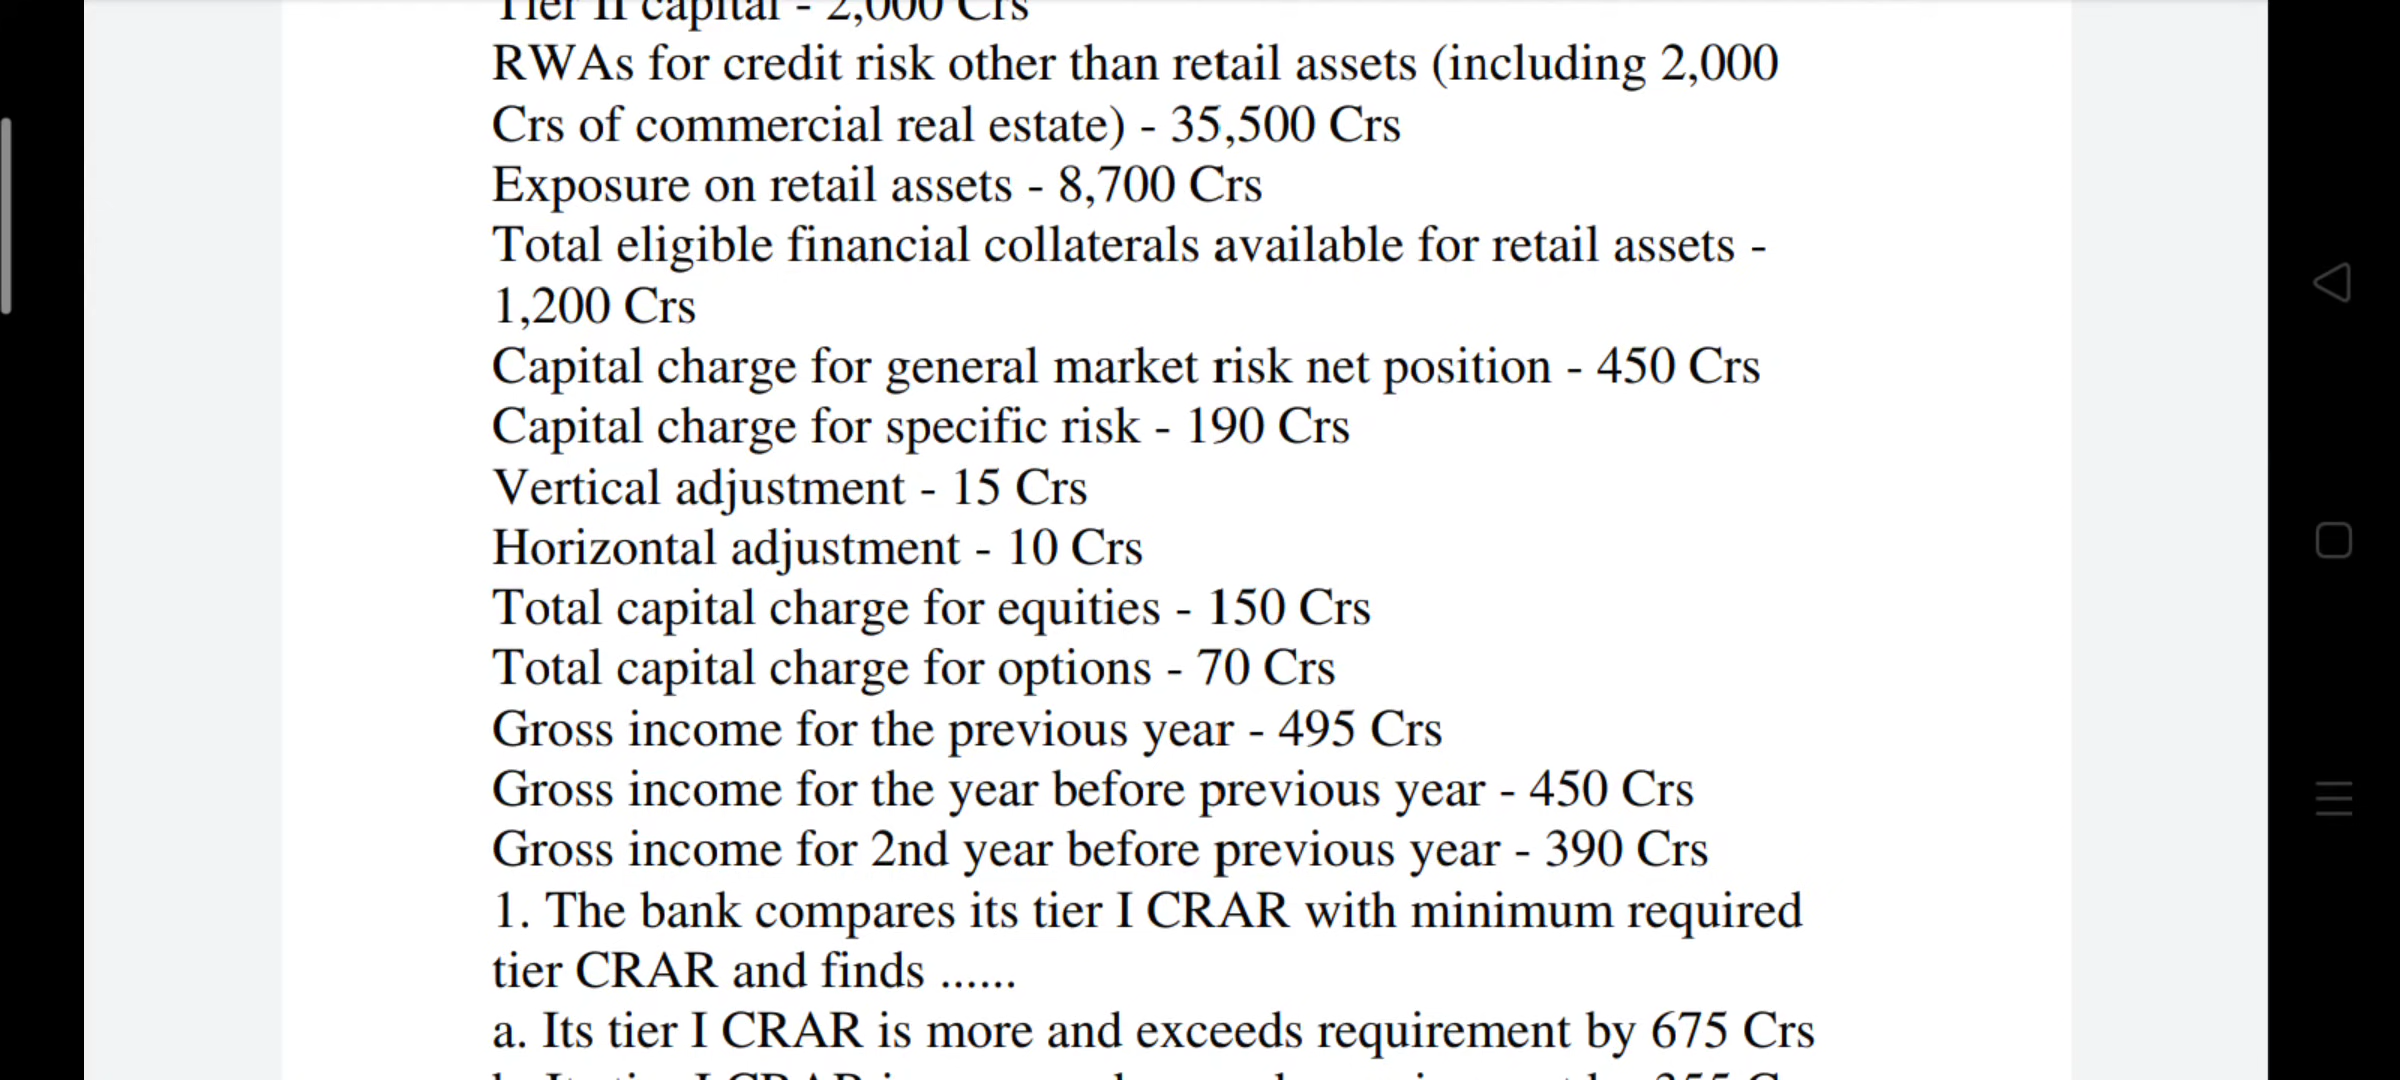 Tier II capital - 2,000 Crs
RWAs for credit risk other than retail assets (including 2,000
Crs of commercial real estate) - 35,500 Crs
Exposure on retail assets - 8,700 Crs
Total eligible financial collaterals available for retail assets -
1,200 Crs
Capital charge for general market risk net position - 450 Crs
Capital charge for specific risk - 190 Crs
Vertical adjustment - 15 Crs
Horizontal adjustment - 10 Crs
Total capital charge for equities - 150 Crs
Total capital charge for options - 70 Crs
Gross income for the previous year - 495 Crs
Gross income for the year before previous year - 450 Crs
Gross income for 2nd year before previous year - 390 Crs
1. The bank compares its tier I CRAR with minimum required
tier CRAR and finds ......
a. Its tier I CRAR is more and exceeds requirement by 675 Crs